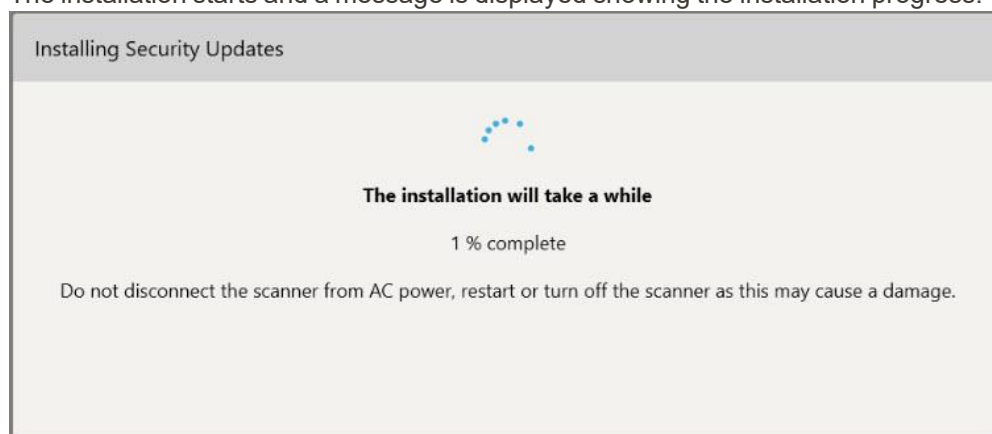 The installation starts and a message is displayed showing the installation progress.
Installing Security Updates
The installation will take a while
1 % complete
Do not disconnect the scanner from AC power, restart or turn off the scanner as this may cause a damage.